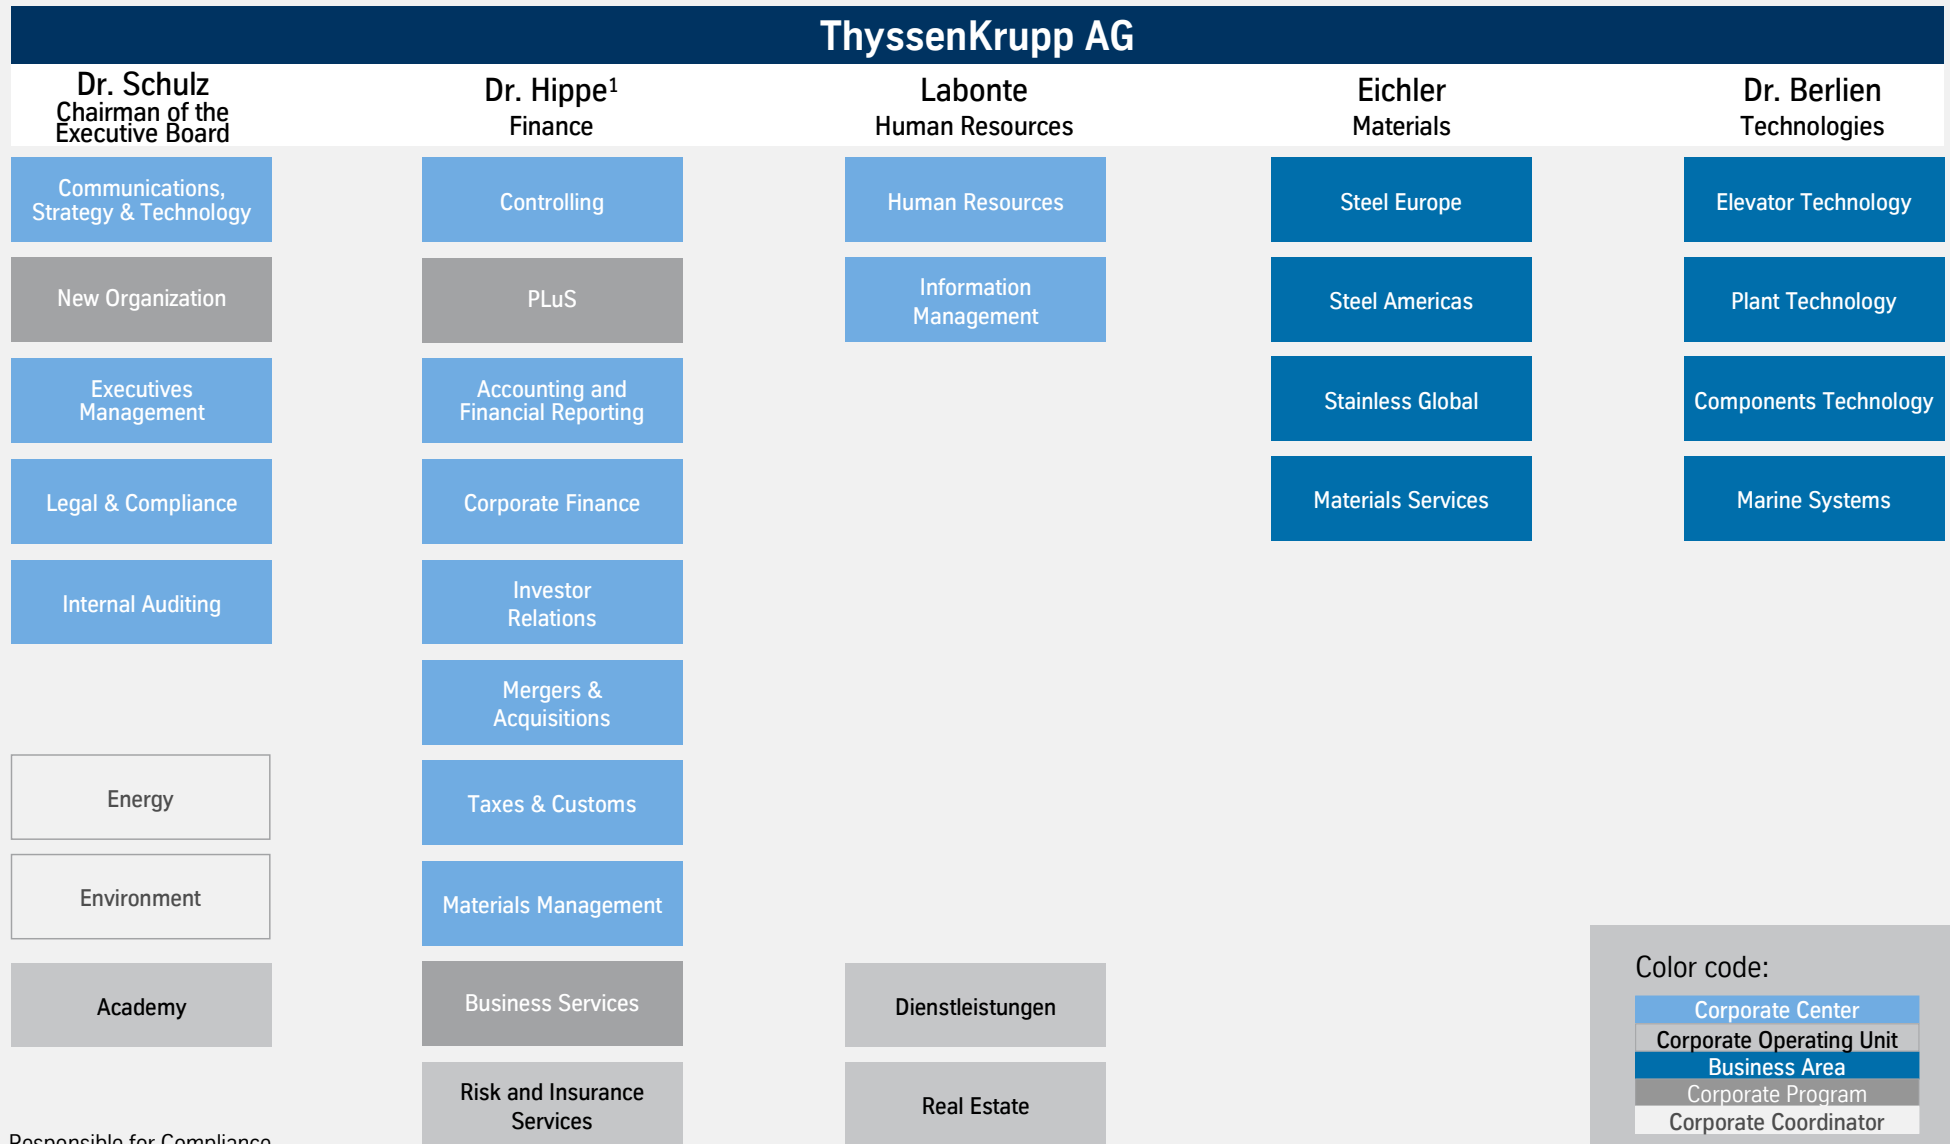 ThyssenKrupp AG
Dr. Schulz
Chairman of the
Executive Board
Dr. Hippe¹
Finance
Labonte
Human Resources
Eichler
Materials
Dr. Berlien
Technologies
Communications,
Strategy & Technology
New Organization
Executives
Management
Legal & Compliance
Internal Auditing
Energy
Environment
Academy
Controlling
PLuS
Accounting and
Financial Reporting
Corporate Finance
Investor
Relations
Mergers &
Acquisitions
Taxes & Customs
Materials Management
Business Services
Risk and Insurance
Services
Human Resources
Information
Management
Dienstleistungen
Real Estate
Steel Europe
Steel Americas
Stainless Global
Materials Services
Elevator Technology
Plant Technology
Components Technology
Marine Systems
Color code:
Corporate Center
Corporate Operating Unit
Business Area
Corporate Program
Corporate Coordinator
Responsible for Compliance